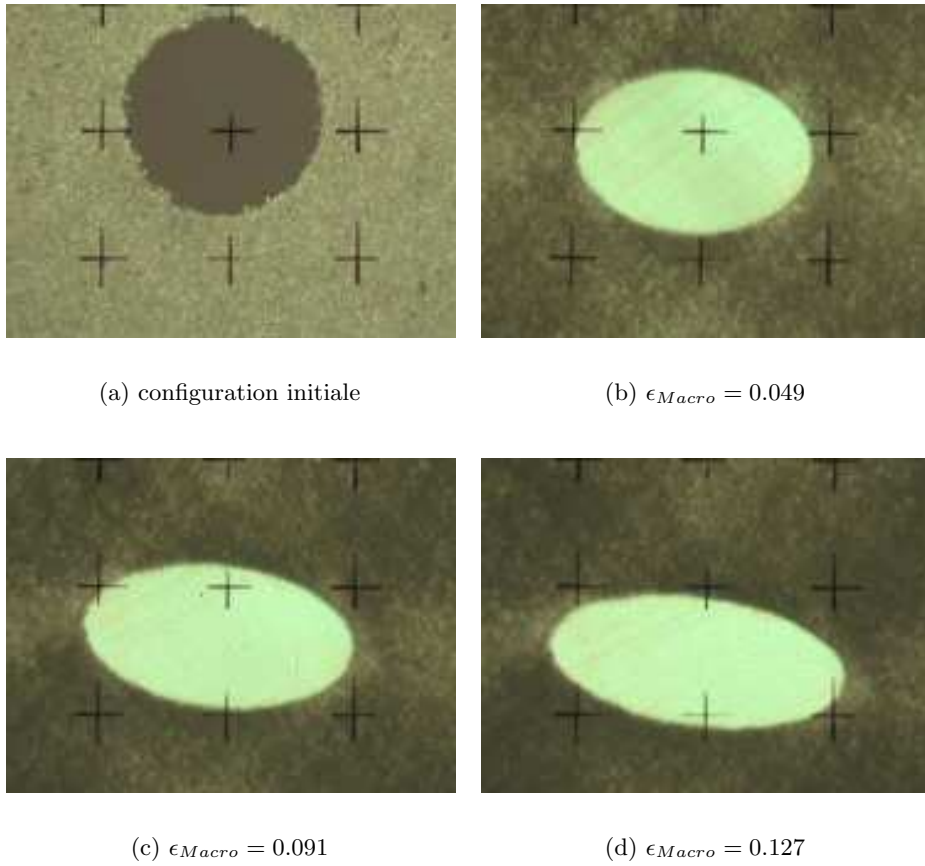 (a) configuration initiale
(b) ϵ_{Macro} = 0.049
(c) ϵ_{Macro} = 0.091
(d) ϵ_{Macro} = 0.127